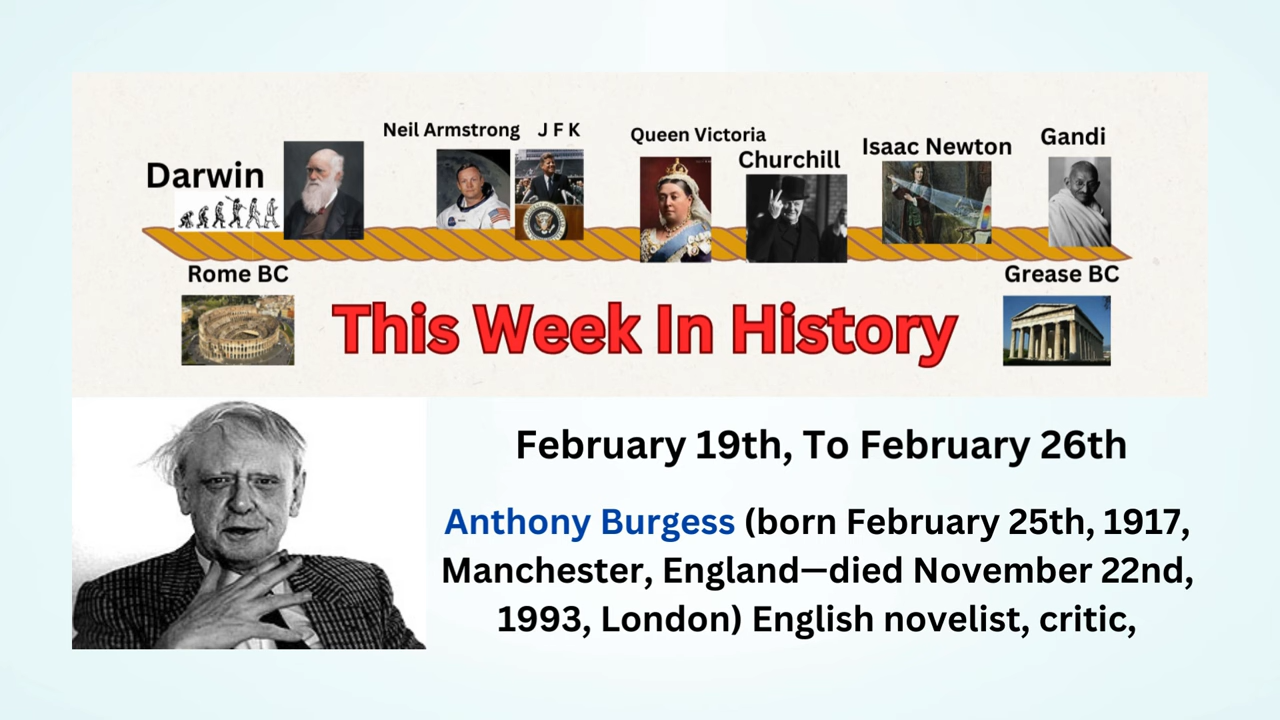 Neil Armstrong
J F K
Queen Victoria
Churchill
Isaac Newton
Gandi
Darwin
Rome BC
Grease BC
This Week In History
February 19th, To February 26th
Anthony Burgess (born February 25th, 1917,
Manchester, England—died November 22nd,
1993, London) English novelist, critic,